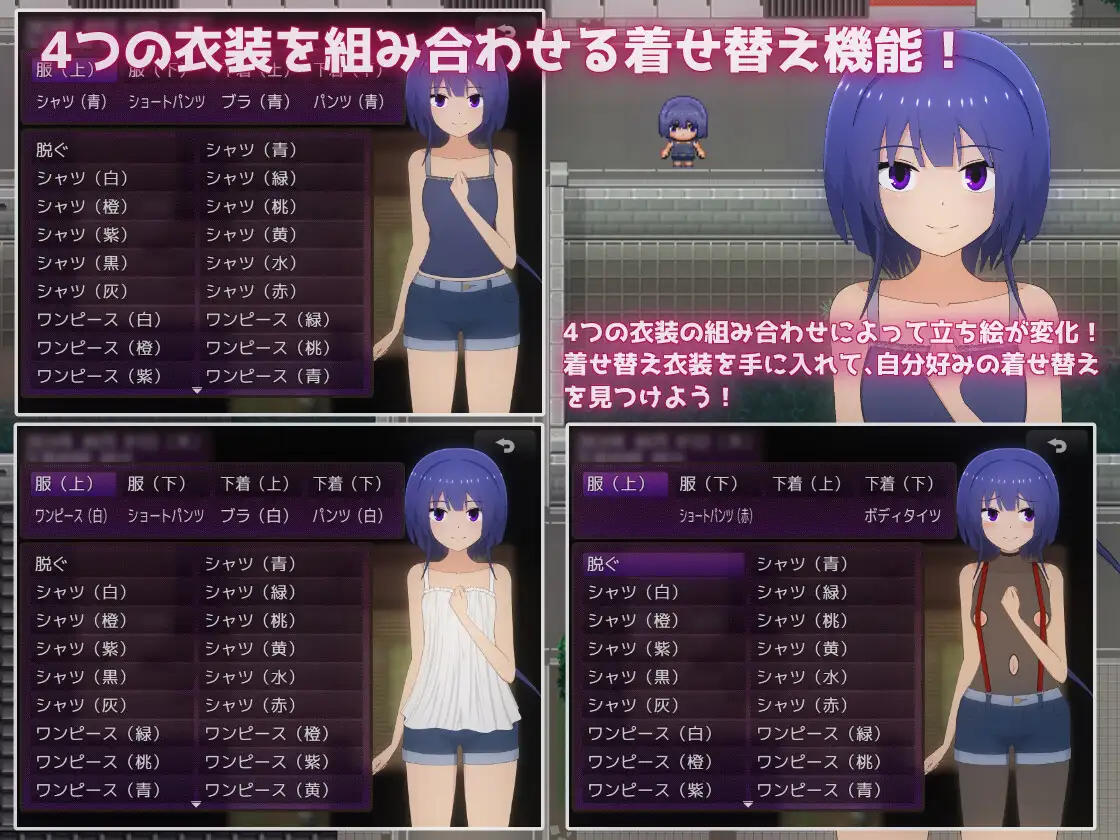 4つの衣装を組み合わせる着せ替え機能！
服（上） 服（下） 下着（上） 下着（下）
シャツ（青） ショートパンツ ブラ（青） パンツ（青）
脱ぐ シャツ（青）
シャツ（白） シャツ（緑）
シャツ（橙） シャツ（桃）
シャツ（紫） シャツ（黄）
シャツ（黒） シャツ（水）
シャツ（灰） シャツ（赤）
ワンピース（白） ワンピース（緑）
ワンピース（橙） ワンピース（桃）
ワンピース（紫） ワンピース（青）
4つの衣装の組み合わせによって立ち絵が変化！
着せ替え衣装を手に入れて、自分好みの着せ替え
を見つけよう！
服（上） 服（下） 下着（上） 下着（下）
ワンピース（白） ショートパンツ ブラ（白） パンツ（白）
脱ぐ シャツ（青）
シャツ（白） シャツ（緑）
シャツ（橙） シャツ（桃）
シャツ（紫） シャツ（黄）
シャツ（黒） シャツ（水）
シャツ（灰） シャツ（赤）
ワンピース（緑） ワンピース（橙）
ワンピース（桃） ワンピース（紫）
ワンピース（青） ワンピース（黄）
服（上） 服（下） 下着（上） 下着（下）
ショートパンツ（赤） ボディタイツ
脱ぐ シャツ（青）
シャツ（白） シャツ（緑）
シャツ（橙） シャツ（桃）
シャツ（紫） シャツ（黄）
シャツ（黒） シャツ（水）
シャツ（灰） シャツ（赤）
ワンピース（白） ワンピース（緑）
ワンピース（橙） ワンピース（桃）
ワンピース（紫） ワンピース（青）